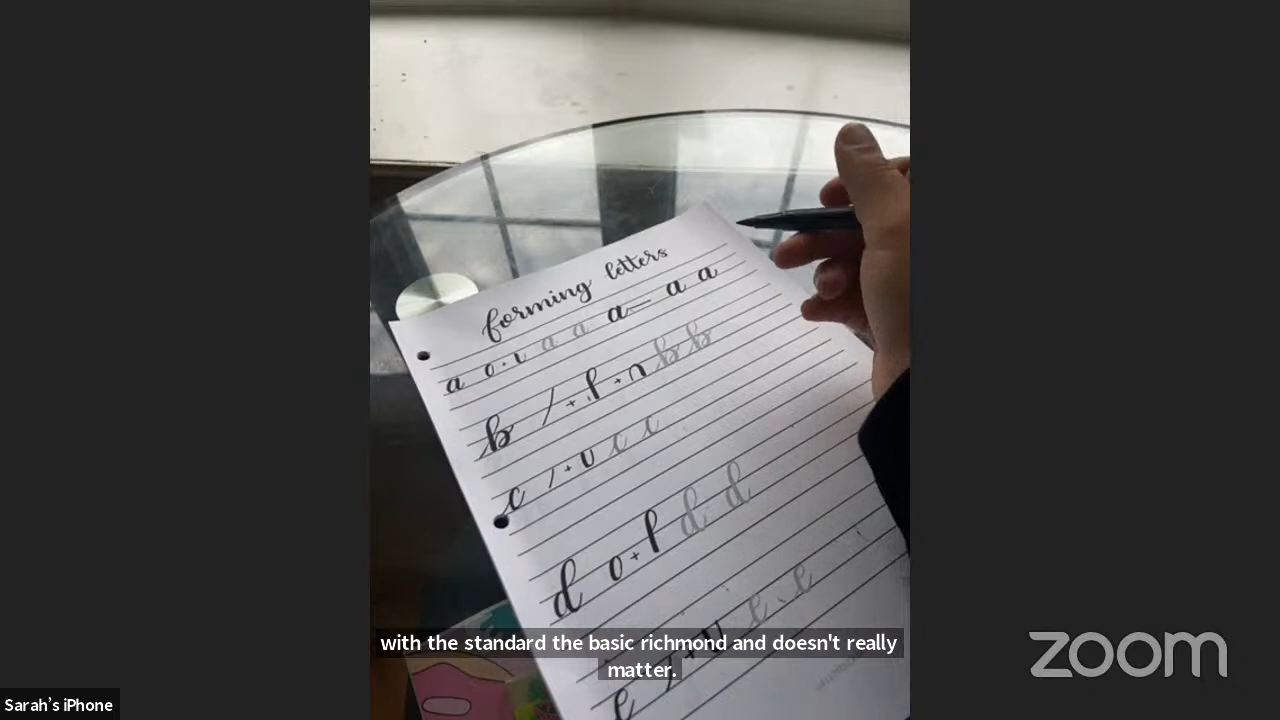 forming letters
a o + ι a a a— a a
b / + l + n b b
c / + υ c c
d o + l d d
e / + υ e e
with the standard the basic richmond and doesn't really
matter.
zoom
Sarah's iPhone